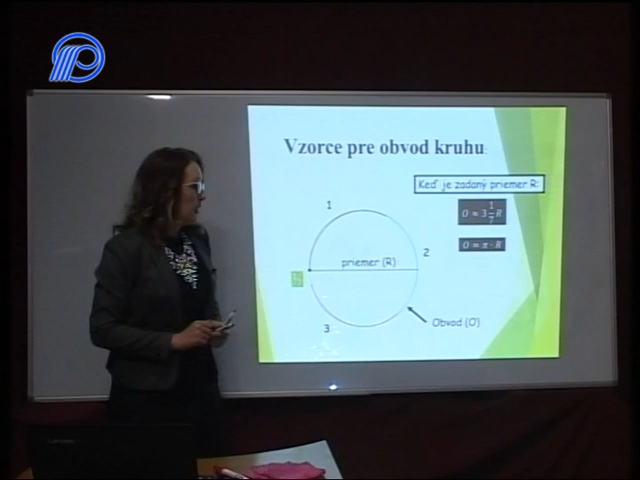 Vzorce pre obvod kruhu:
Keď je zadaný priemer R:
O = 3 1/7 R
O = π · R
1
priemer (R)
2
3
Obvod (O)